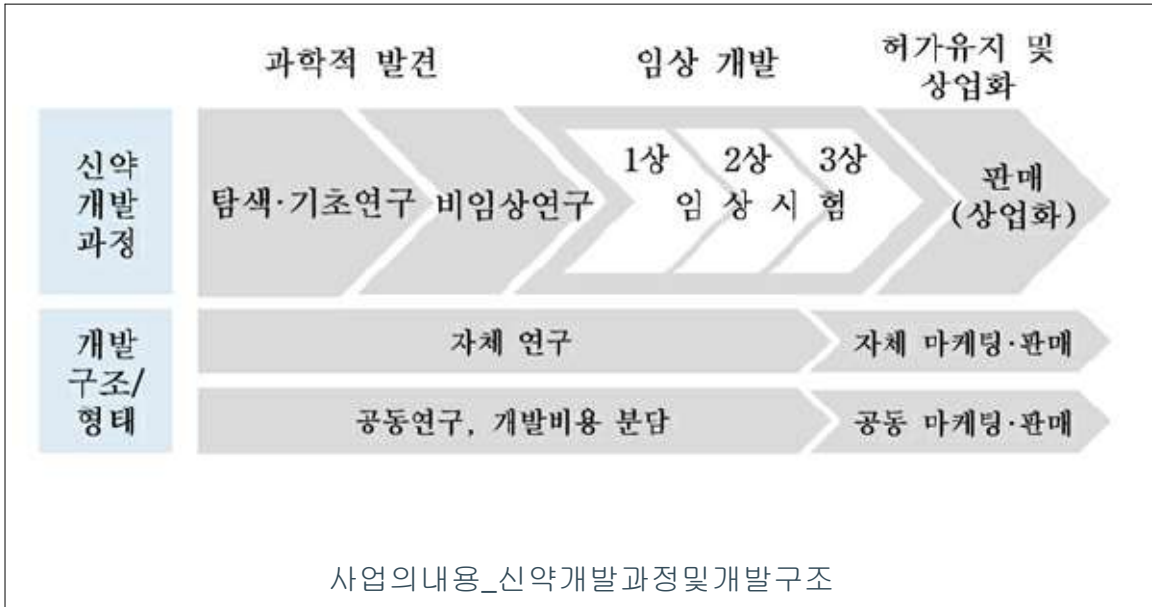 과학적 발견
임상 개발
허가유지 및
상업화
신약
개발
과정
탐색·기초연구
비임상연구
1상 2상 3상
임 상 시 험
판매
(상업화)
개발
구조/
형태
자체 연구
자체 마케팅·판매
공동연구, 개발비용 분담
공동 마케팅·판매
사업의내용_신약개발과정및개발구조